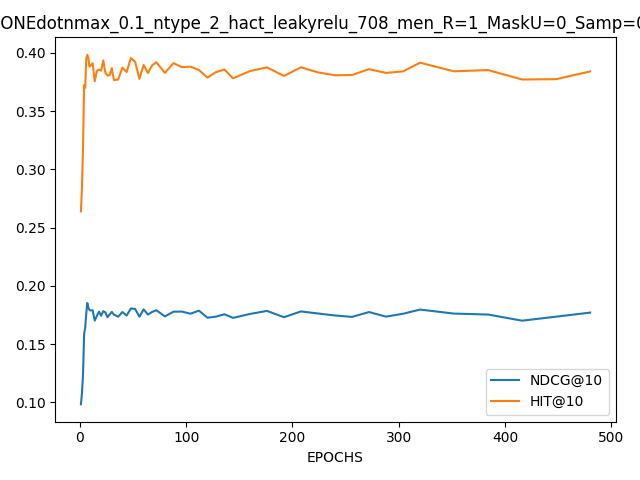 ONEdotnmax_0.1_ntype_2_hact_leakyrelu_708_men_R=1_MaskU=0_Samp=0
0.40
0.35
0.30
0.25
0.20
0.15
0.10
NDCG@10
HIT@10
0 100 200 300 400 500
EPOCHS